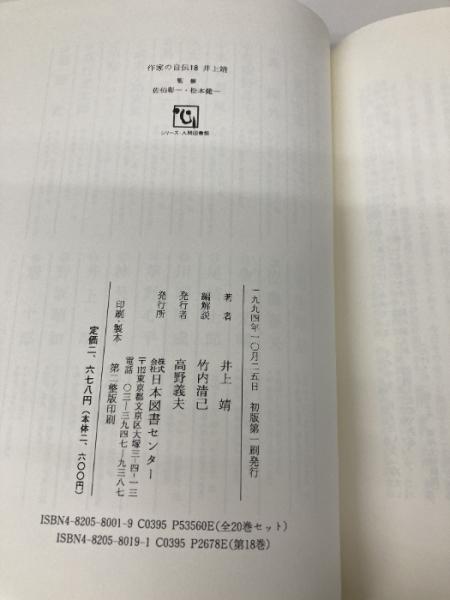 作家の自伝18 井上靖
監修
佐伯彰一・松本健一
シリーズ・人間図書館
一九九四年一〇月二五日 初版第一刷発行
著者 井上 靖
編解説 竹内清己
発行者 高野義夫
発行所 株式会社日本図書センター
〒112東京都文京区大塚三-四-一三
電話 〇三-三九四七-九三八七
印刷・製本 第二整版印刷
定価二、六七八円(本体二、六〇〇円)
ISBN4-8205-8001-9 C0395 P53560E(全20巻セット)
ISBN4-8205-8019-1 C0395 P2678E(第18巻)